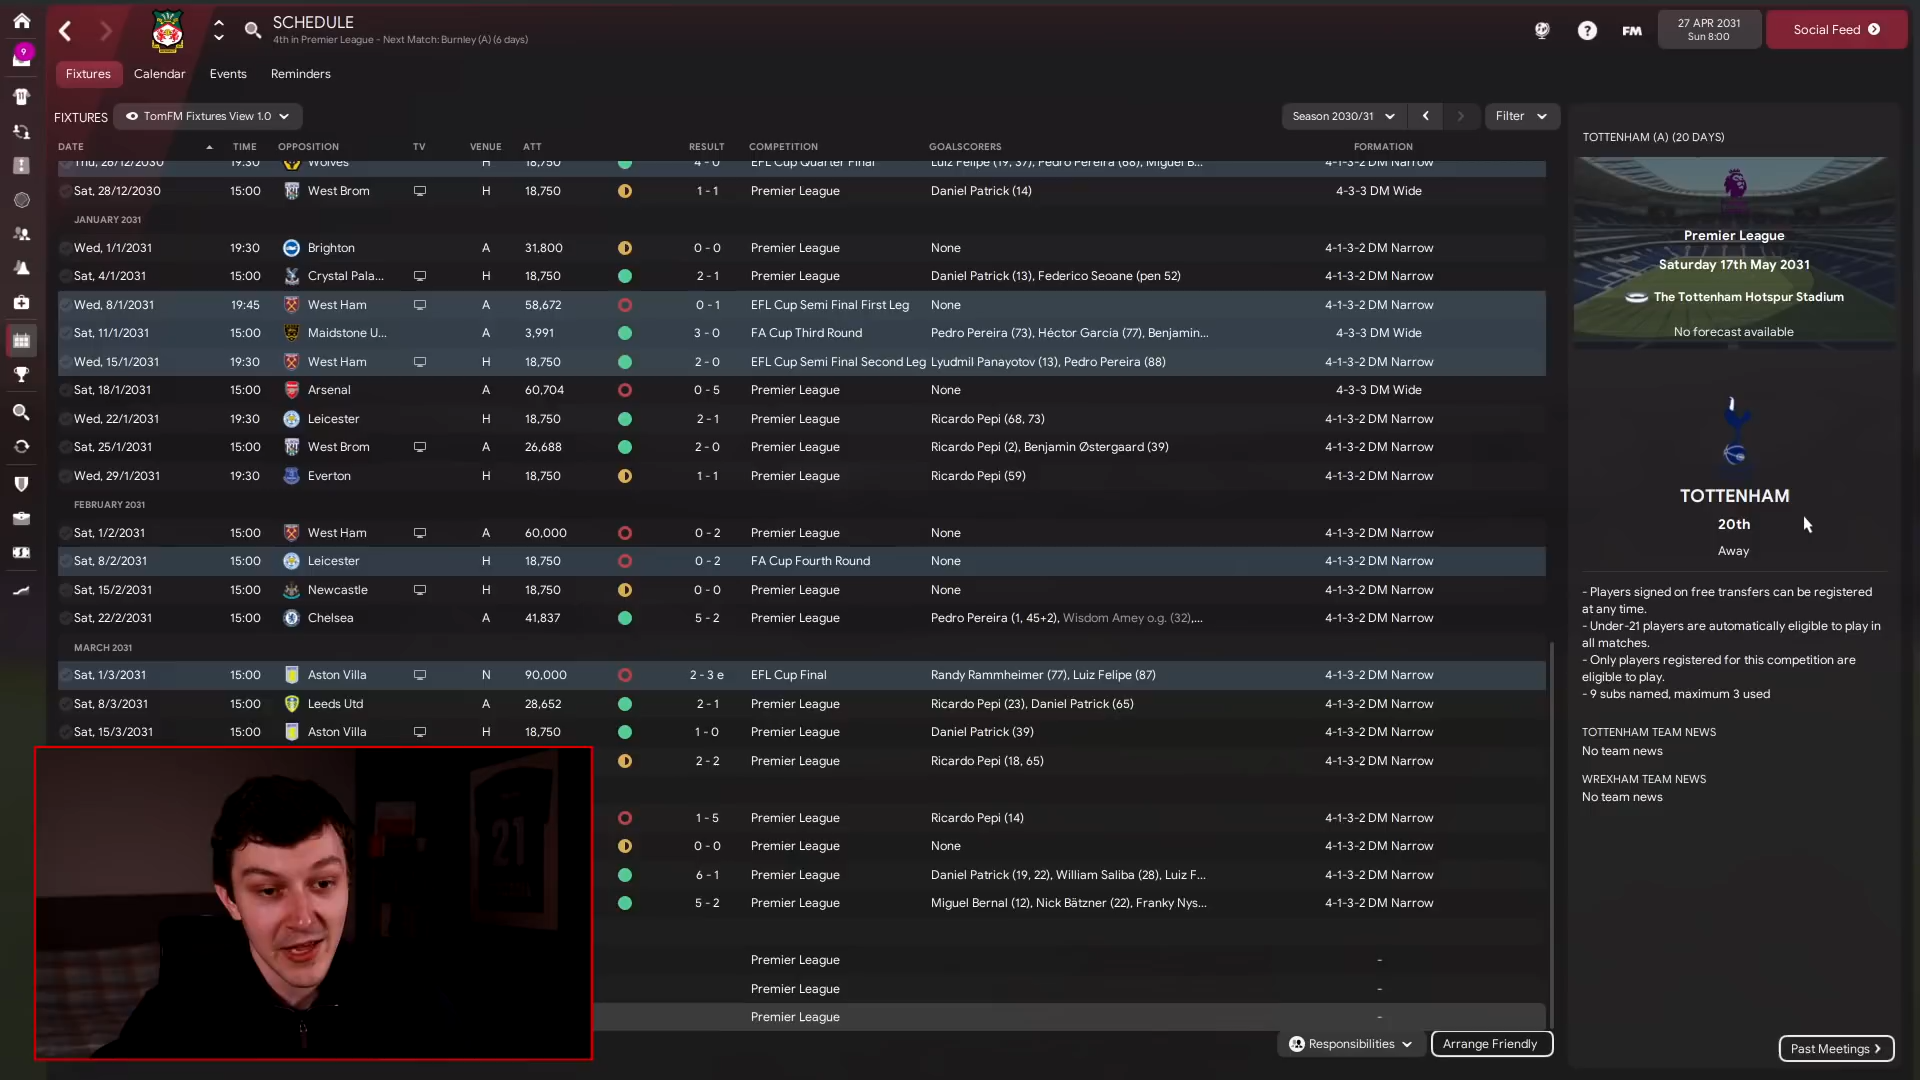 SCHEDULE
4th in Premier League - Next Match: Burnley (A) (6 days)
FM
27 APR 2031
Sun 8:00
Social Feed
9
Fixtures Calendar Events Reminders
FIXTURES TomFM Fixtures View 1.0 Season 2030/31 Filter
DATE TIME OPPOSITION TV VENUE ATT RESULT COMPETITION GOALSCORERS FORMATION
Thu, 26/12/2030 19:30 Wolves H 18,750 4 - 0 EFL Cup Quarter Final Luiz Felipe (19, 37), Pedro Pereira (68), Miguel B... 4-1-3-2 DM Narrow
Sat, 28/12/2030 15:00 West Brom H 18,750 1 - 1 Premier League Daniel Patrick (14) 4-3-3 DM Wide
JANUARY 2031
Wed, 1/1/2031 19:30 Brighton A 31,800 0 - 0 Premier League None 4-1-3-2 DM Narrow
Sat, 4/1/2031 15:00 Crystal Pala... H 18,750 2 - 1 Premier League Daniel Patrick (13), Federico Seoane (pen 52) 4-1-3-2 DM Narrow
Wed, 8/1/2031 19:45 West Ham A 58,672 0 - 1 EFL Cup Semi Final First Leg None 4-1-3-2 DM Narrow
Sat, 11/1/2031 15:00 Maidstone U... A 3,991 3 - 0 FA Cup Third Round Pedro Pereira (73), Héctor García (77), Benjamin... 4-3-3 DM Wide
Wed, 15/1/2031 19:30 West Ham H 18,750 2 - 0 EFL Cup Semi Final Second Leg Lyudmil Panayotov (13), Pedro Pereira (88) 4-1-3-2 DM Narrow
Sat, 18/1/2031 15:00 Arsenal A 60,704 0 - 5 Premier League None 4-3-3 DM Wide
Wed, 22/1/2031 19:30 Leicester H 18,750 2 - 1 Premier League Ricardo Pepi (68, 73) 4-1-3-2 DM Narrow
Sat, 25/1/2031 15:00 West Brom A 26,688 2 - 0 Premier League Ricardo Pepi (2), Benjamin Østergaard (39) 4-1-3-2 DM Narrow
Wed, 29/1/2031 19:30 Everton H 18,750 1 - 1 Premier League Ricardo Pepi (59) 4-1-3-2 DM Narrow
FEBRUARY 2031
Sat, 1/2/2031 15:00 West Ham A 60,000 0 - 2 Premier League None 4-1-3-2 DM Narrow
Sat, 8/2/2031 15:00 Leicester H 18,750 0 - 2 FA Cup Fourth Round None 4-1-3-2 DM Narrow
Sat, 15/2/2031 15:00 Newcastle H 18,750 0 - 0 Premier League None 4-1-3-2 DM Narrow
Sat, 22/2/2031 15:00 Chelsea A 41,837 5 - 2 Premier League Pedro Pereira (1, 45+2), Wisdom Amey o.g. (32),... 4-1-3-2 DM Narrow
MARCH 2031
Sat, 1/3/2031 15:00 Aston Villa N 90,000 2 - 3 e EFL Cup Final Randy Rammheimer (77), Luiz Felipe (87) 4-1-3-2 DM Narrow
Sat, 8/3/2031 15:00 Leeds Utd A 28,652 2 - 1 Premier League Ricardo Pepi (23), Daniel Patrick (65) 4-1-3-2 DM Narrow
Sat, 15/3/2031 15:00 Aston Villa H 18,750 1 - 0 Premier League Daniel Patrick (39) 4-1-3-2 DM Narrow
2 - 2 Premier League Ricardo Pepi (18, 65) 4-1-3-2 DM Narrow
1 - 5 Premier League Ricardo Pepi (14) 4-1-3-2 DM Narrow
0 - 0 Premier League None 4-1-3-2 DM Narrow
6 - 1 Premier League Daniel Patrick (19, 22), William Saliba (28), Luiz F... 4-1-3-2 DM Narrow
5 - 2 Premier League Miguel Bernal (12), Nick Bätzner (22), Franky Nys... 4-1-3-2 DM Narrow
Premier League -
Premier League -
Premier League -
Responsibilities Arrange Friendly
21
TOTTENHAM (A) (20 DAYS)
Premier League
Saturday 17th May 2031
The Tottenham Hotspur Stadium
No forecast available
TOTTENHAM
20th
Away
- Players signed on free transfers can be registered
at any time.
- Under-21 players are automatically eligible to play in
all matches.
- Only players registered for this competition are
eligible to play.
- 9 subs named, maximum 3 used
TOTTENHAM TEAM NEWS
No team news
WREXHAM TEAM NEWS
No team news
Past Meetings